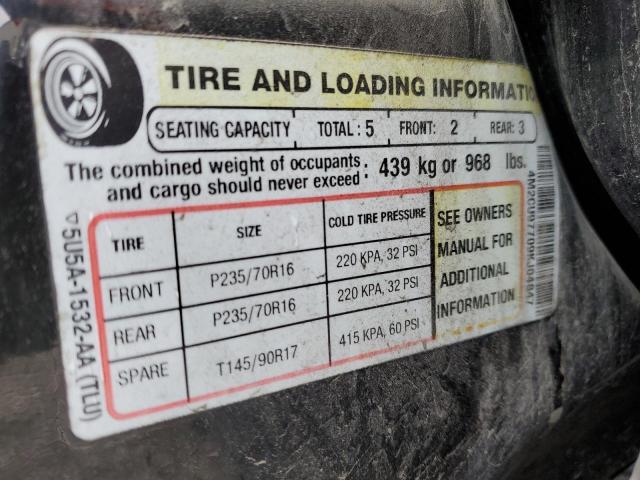 TIRE AND LOADING INFORMATIO
SEATING CAPACITY TOTAL : 5 FRONT: 2 REAR: 3
The combined weight of occupants and cargo should never exceed : 439 kg or 968 lbs.
TIRE SIZE COLD TIRE PRESSURE
FRONT P235/70R16 220 KPA, 32 PSI
REAR P235/70R16 220 KPA, 32 PSI
SPARE T145/90R17 415 KPA, 60 PSI
SEE OWNERS
MANUAL FOR
ADDITIONAL
INFORMATION
5U5A-1532-AA (TLU)